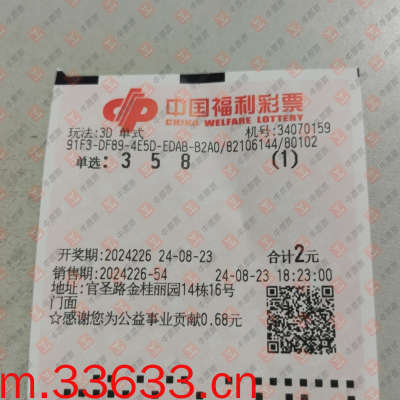 中国福利彩票
CHINA WELFARE LOTTERY
玩法:3D 单式 机号:34070159
91F3-DF89-4E5D-EDAB-B2A0/82106144/80102
单选: 3 5 8 (1)
开奖期:2024226 24-08-23 合计2元
销售期:2024226-54 24-08-23 18:23:00
地址:官圣路金桂丽园14栋16号
门面
☆感谢您为公益事业贡献0.68元
m.33633.cn